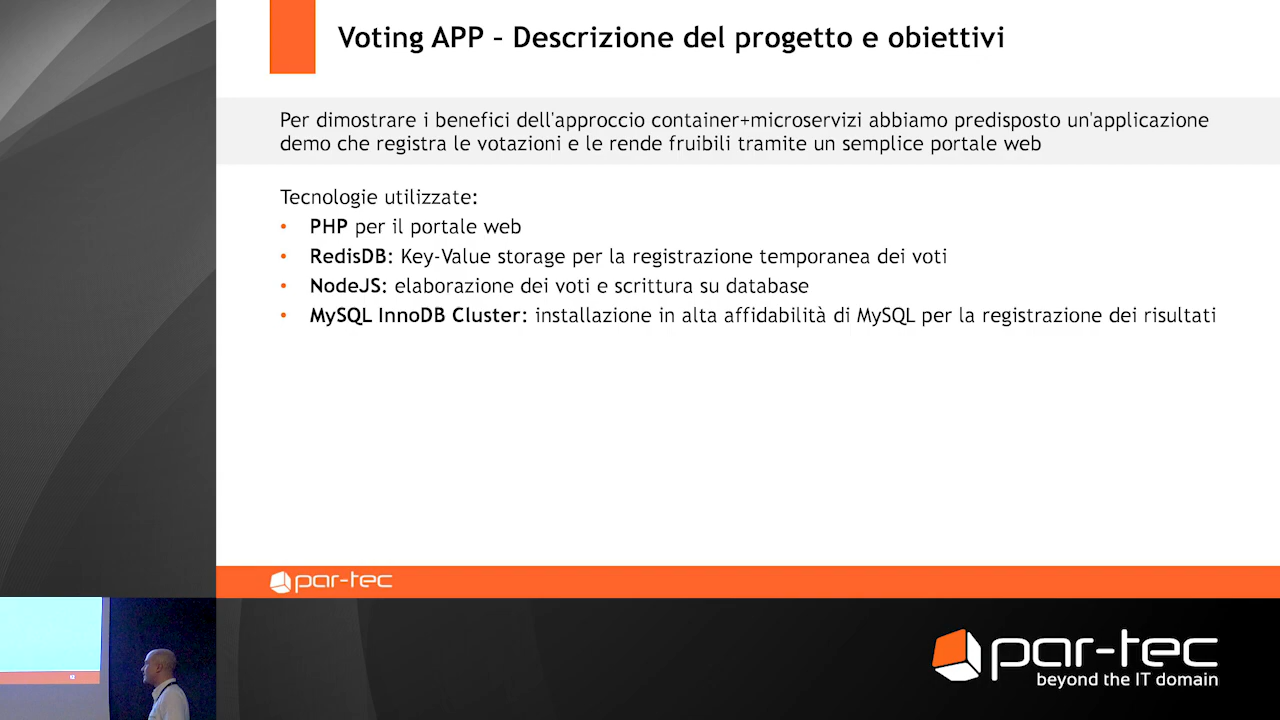 Voting APP – Descrizione del progetto e obiettivi
Per dimostrare i benefici dell'approccio container+microservizi abbiamo predisposto un'applicazione
demo che registra le votazioni e le rende fruibili tramite un semplice portale web
Tecnologie utilizzate:
• PHP per il portale web
• RedisDB: Key-Value storage per la registrazione temporanea dei voti
• NodeJS: elaborazione dei voti e scrittura su database
• MySQL InnoDB Cluster: installazione in alta affidabilità di MySQL per la registrazione dei risultati
par-tec
par-tec
beyond the IT domain